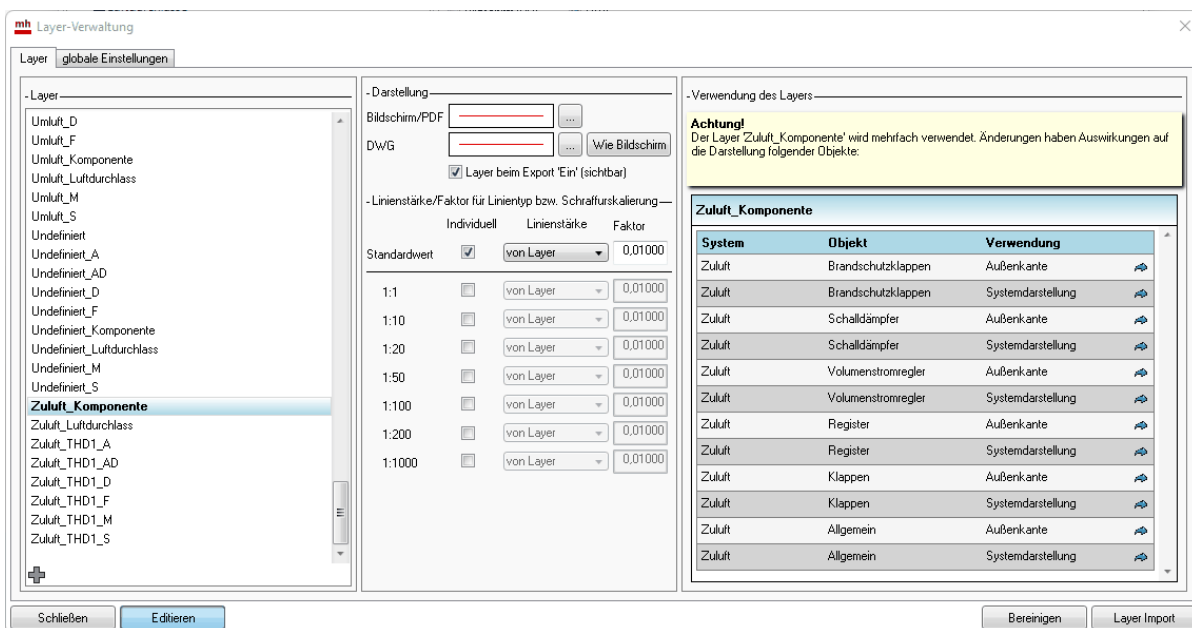 mh Layer-Verwaltung
Layer globale Einstellungen
Layer
Umluft_D
Umluft_F
Umluft_Komponente
Umluft_Luftdurchlass
Umluft_M
Umluft_S
Undefiniert
Undefiniert_A
Undefiniert_AD
Undefiniert_D
Undefiniert_F
Undefiniert_Komponente
Undefiniert_Luftdurchlass
Undefiniert_M
Undefiniert_S
Zuluft_Komponente
Zuluft_Luftdurchlass
Zuluft_THD1_A
Zuluft_THD1_AD
Zuluft_THD1_D
Zuluft_THD1_F
Zuluft_THD1_M
Zuluft_THD1_S
Darstellung
Bildschirm/PDF ...
DWG ... Wie Bildschirm
Layer beim Export 'Ein' (sichtbar)
Linienstärke/Faktor für Linientyp bzw. Schraffurskalierung
Individuell Linienstärke Faktor
Standardwert von Layer 0,01000
1:1 von Layer 0,01000
1:10 von Layer 0,01000
1:20 von Layer 0,01000
1:50 von Layer 0,01000
1:100 von Layer 0,01000
1:200 von Layer 0,01000
1:1000 von Layer 0,01000
Verwendung des Layers
Achtung!
Der Layer 'Zuluft_Komponente' wird mehrfach verwendet. Änderungen haben Auswirkungen auf
die Darstellung folgender Objekte:
Zuluft_Komponente
System Objekt Verwendung
Zuluft Brandschutzklappen Außenkante
Zuluft Brandschutzklappen Systemdarstellung
Zuluft Schalldämpfer Außenkante
Zuluft Schalldämpfer Systemdarstellung
Zuluft Volumenstromregler Außenkante
Zuluft Volumenstromregler Systemdarstellung
Zuluft Register Außenkante
Zuluft Register Systemdarstellung
Zuluft Klappen Außenkante
Zuluft Klappen Systemdarstellung
Zuluft Allgemein Außenkante
Zuluft Allgemein Systemdarstellung
Schließen Editieren Bereinigen Layer Import